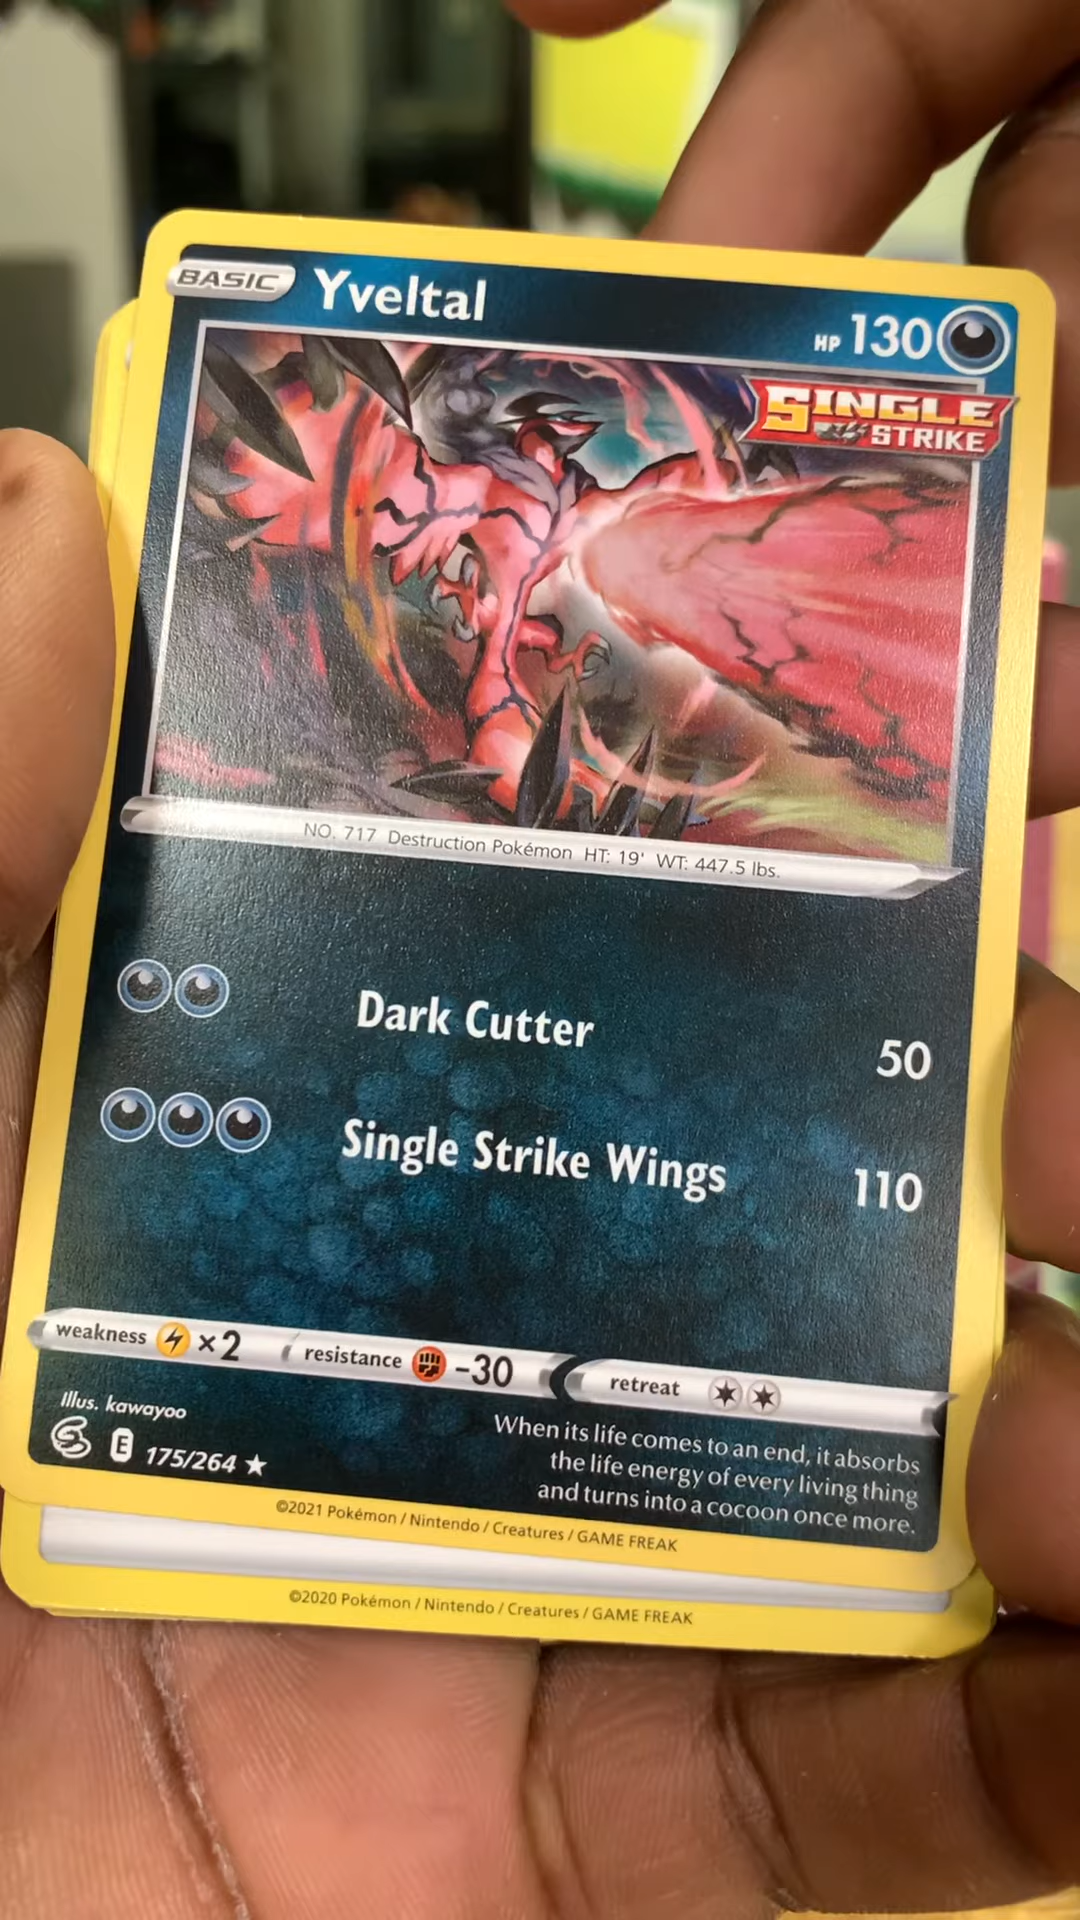 BASIC Yveltal HP 130
SINGLE
STRIKE
NO. 717 Destruction Pokémon HT: 19' WT: 447.5 lbs.
Dark Cutter 50
Single Strike Wings 110
weakness ×2 resistance -30 retreat
Illus. kawayoo
E 175/264 ★
When its life comes to an end, it absorbs
the life energy of every living thing
and turns into a cocoon once more.
©2021 Pokémon / Nintendo / Creatures / GAME FREAK
©2020 Pokémon / Nintendo / Creatures / GAME FREAK